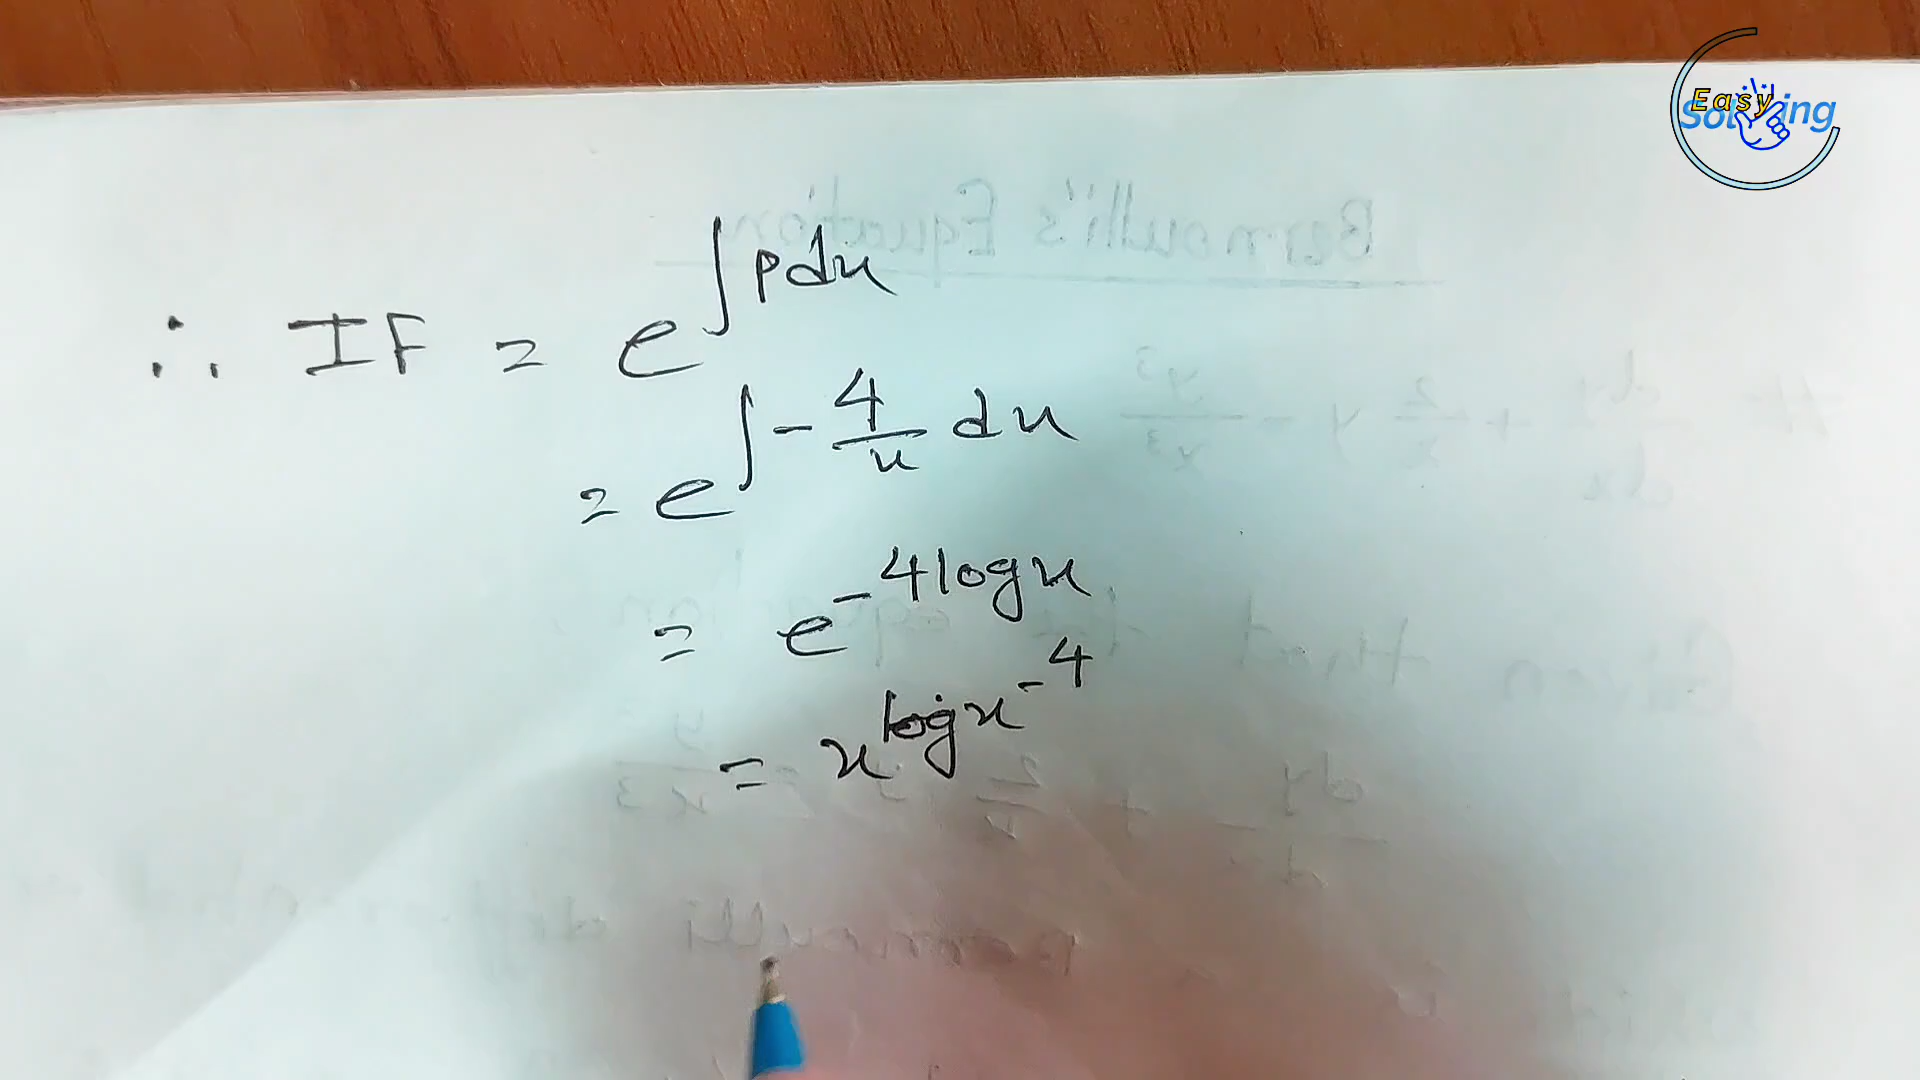 Easy Solving
∴ IF = e^∫pdx
= e^∫-4/x dx
= e^-4logx
= x^logx^-4